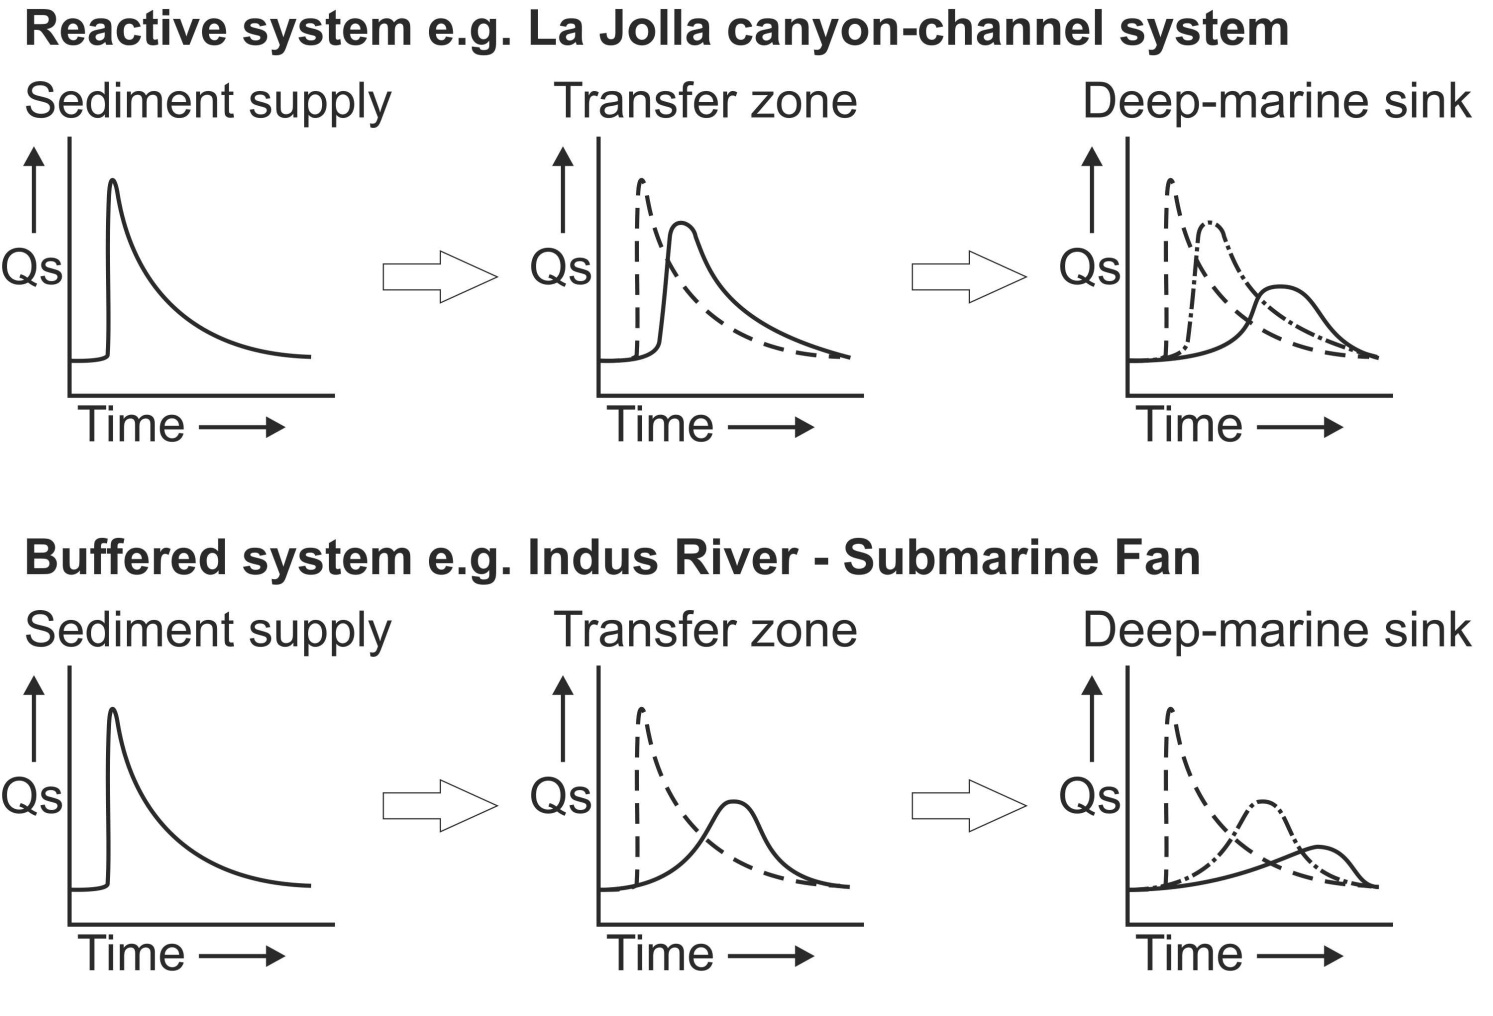 Reactive system e.g. La Jolla canyon-channel system
Sediment supply
Transfer zone
Deep-marine sink
Qs
Qs
Qs
Time
Time
Time
Buffered system e.g. Indus River - Submarine Fan
Sediment supply
Transfer zone
Deep-marine sink
Qs
Qs
Qs
Time
Time
Time